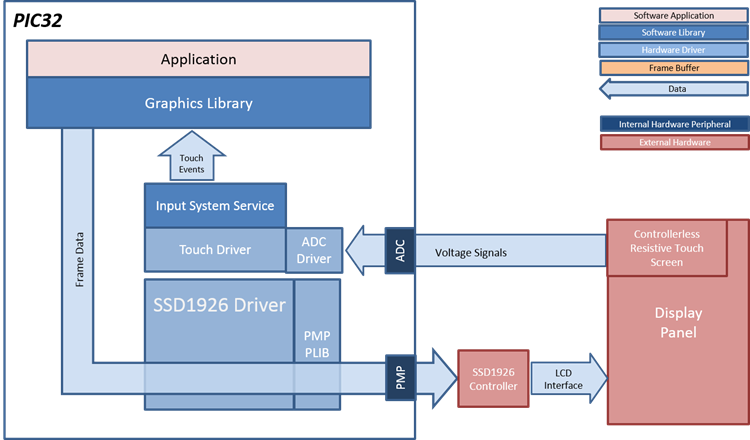 PIC32
Application
Graphics Library
Touch
Events
Input System Service
Touch Driver
ADC
Driver
Frame Data
SSD1926 Driver
PMP
PLIB
ADC
PMP
Voltage Signals
SSD1926
Controller
LCD
Interface
Controllerless
Resistive Touch
Screen
Display
Panel
Software Application
Software Library
Hardware Driver
Frame Buffer
Data
Internal Hardware Peripheral
External Hardware